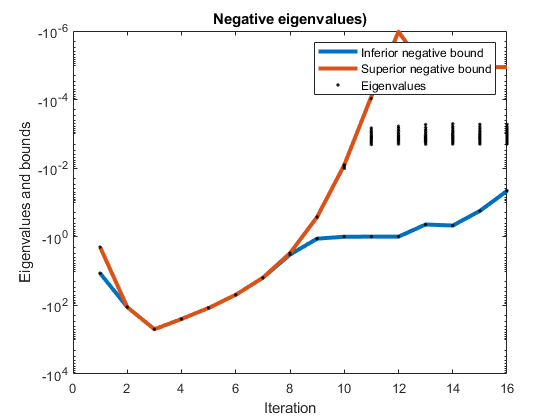 Negative eigenvalues)
-10^-6
-10^-4
-10^-2
-10^0
-10^2
-10^4
Eigenvalues and bounds
Inferior negative bound
Superior negative bound
Eigenvalues
0 2 4 6 8 10 12 14 16
Iteration